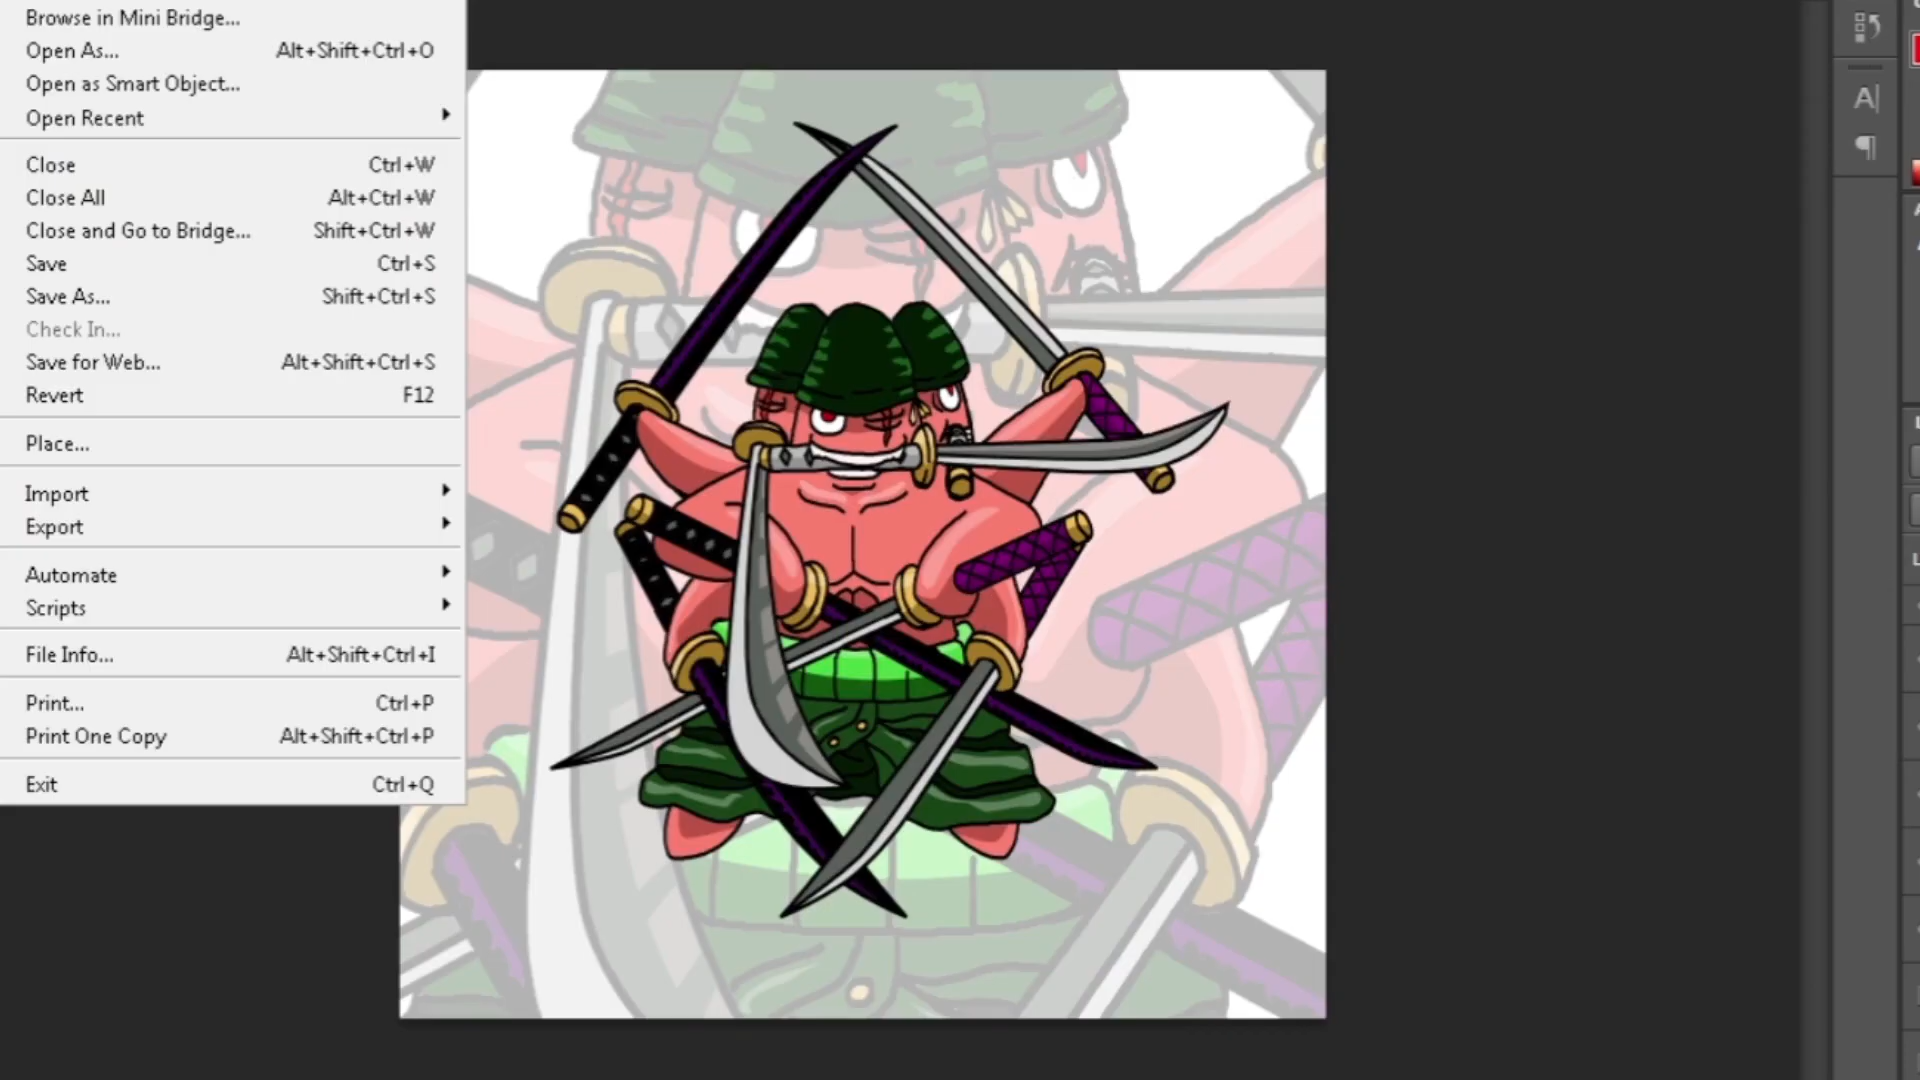 Browse in Mini Bridge...
Open As... Alt+Shift+Ctrl+O
Open as Smart Object...
Open Recent
Close Ctrl+W
Close All Alt+Ctrl+W
Close and Go to Bridge... Shift+Ctrl+W
Save Ctrl+S
Save As... Shift+Ctrl+S
Check In...
Save for Web... Alt+Shift+Ctrl+S
Revert F12
Place...
Import
Export
Automate
Scripts
File Info... Alt+Shift+Ctrl+I
Print... Ctrl+P
Print One Copy Alt+Shift+Ctrl+P
Exit Ctrl+Q